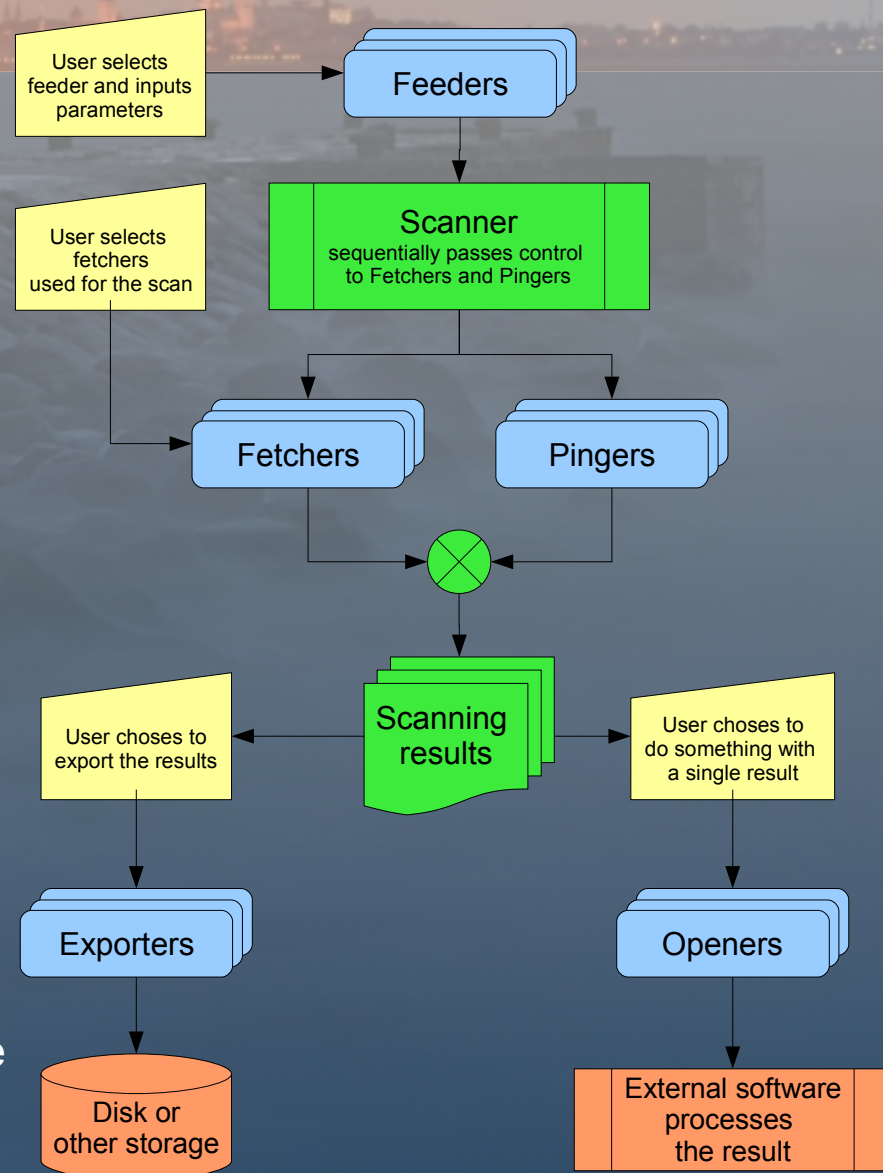 User selects
feeder and inputs
parameters
Feeders
Scanner
sequentially passes control
to Fetchers and Pingers
User selects
fetchers
used for the scan
Fetchers
Pingers
Scanning
results
User choses to
export the results
User choses to
do something with
a single result
Exporters
Openers
e
Disk or
other storage
External software
processes
the result